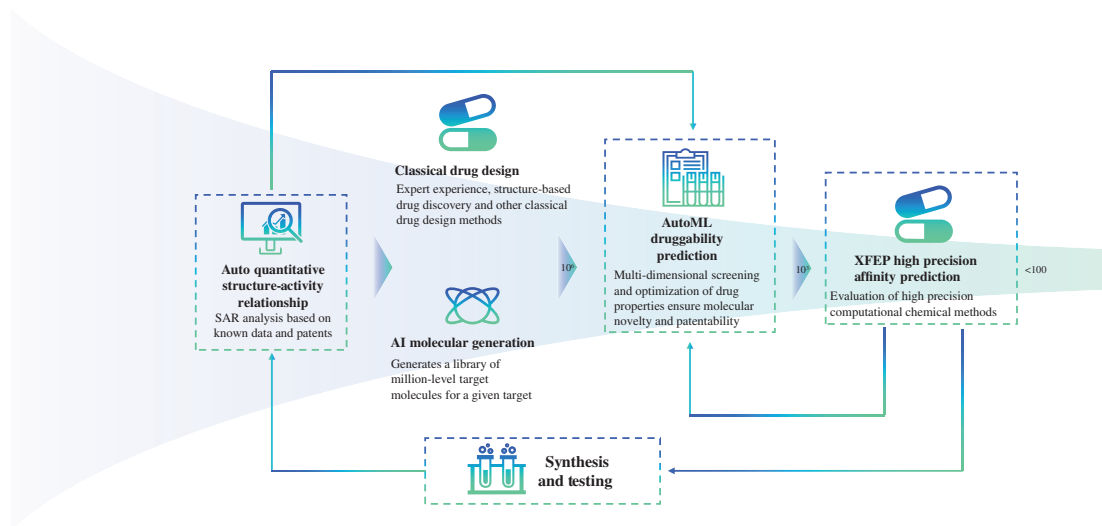 Classical drug design
Expert experience, structure-based
drug discovery and other classical
drug design methods
Auto quantitative
structure-activity
relationship
SAR analysis based on
known data and patents
AI molecular generation
Generates a library of
million-level target
molecules for a given target
10⁶
AutoML
druggability
prediction
Multi-dimensional screening
and optimization of drug
properties ensure molecular
novelty and patentability
XFEP high precision
affinity prediction
Evaluation of high precision
computational chemical methods
<100
Synthesis
and testing